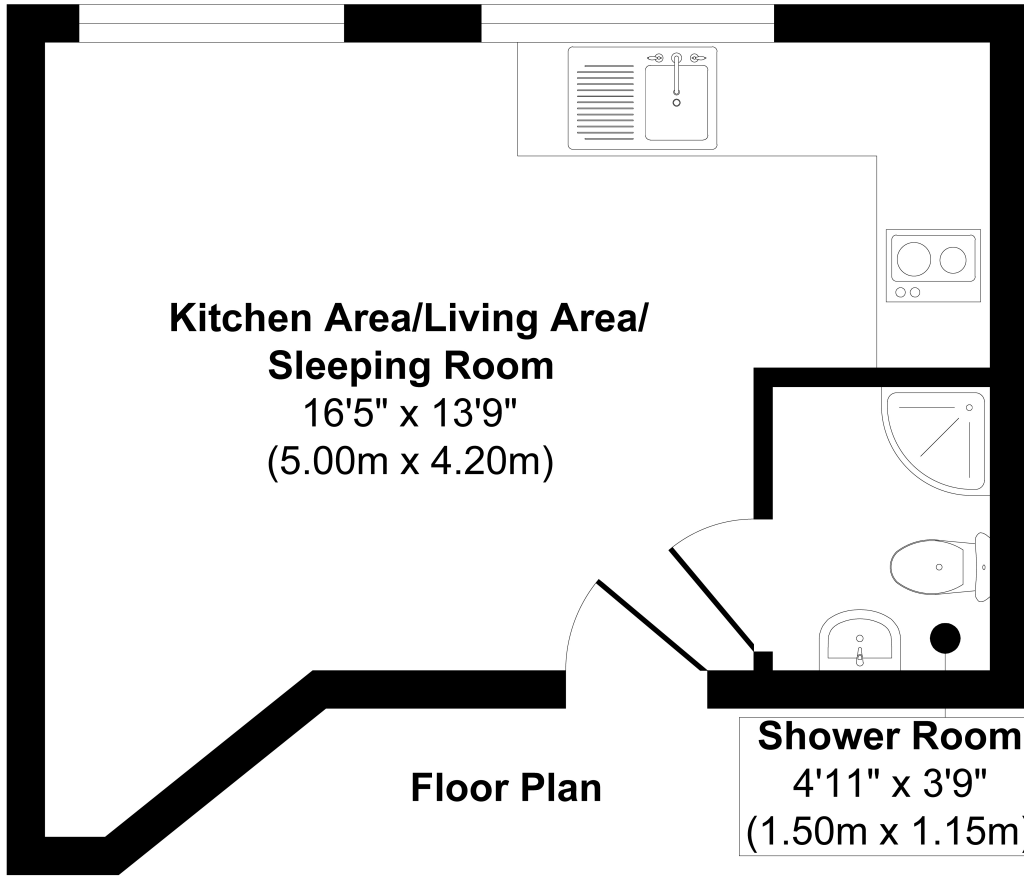 Kitchen Area/Living Area/
Sleeping Room
16'5" x 13'9"
(5.00m x 4.20m)
Floor Plan
Shower Room
4'11" x 3'9"
(1.50m x 1.15m)